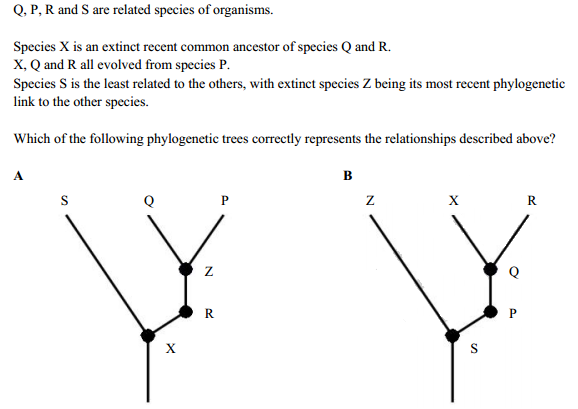 Q, P, R and S are related species of organisms.
Species X is an extinct recent common ancestor of species Q and R.
X, Q and R all evolved from species P.
Species S is the least related to the others, with extinct species Z being its most recent phylogenetic
link to the other species.
Which of the following phylogenetic trees correctly represents the relationships described above?
A B
S Q P Z X R
Z Q
R P
X S